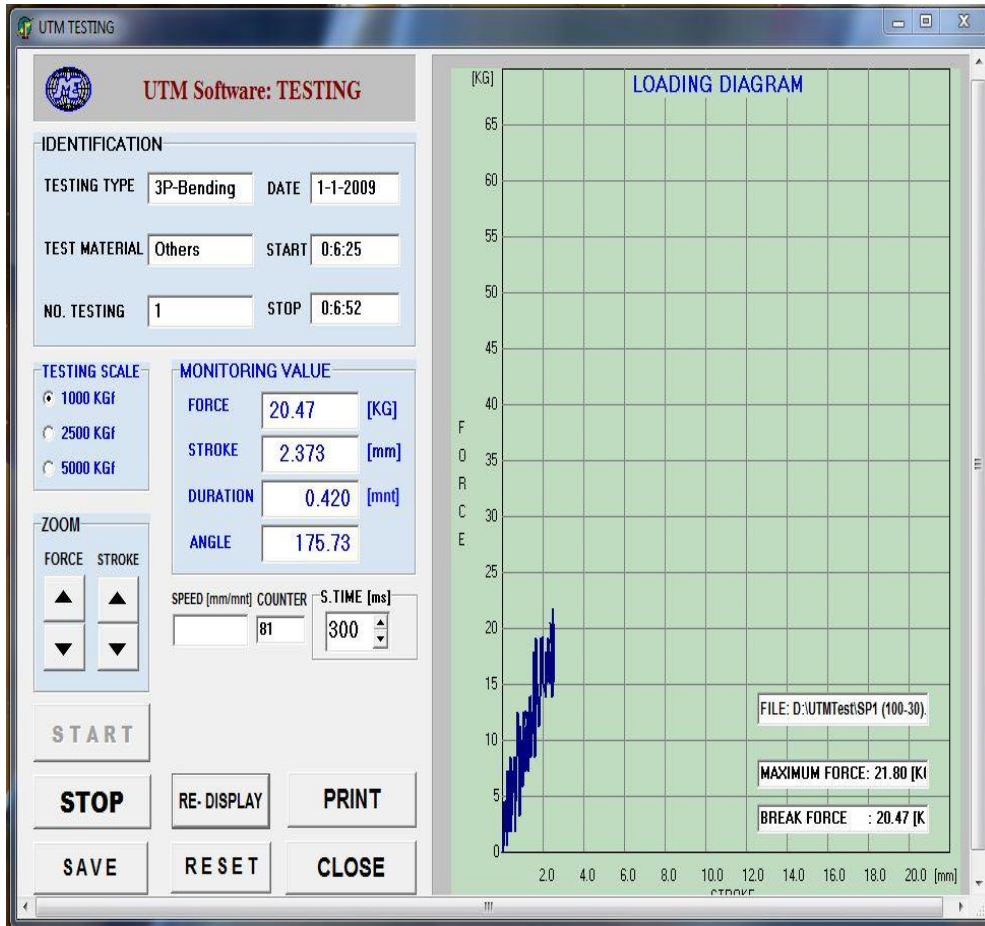 UTM TESTING
UTM Software: TESTING
IDENTIFICATION
TESTING TYPE 3P-Bending DATE 1-1-2009
TEST MATERIAL Others START 0:6:25
NO. TESTING 1 STOP 0:6:52
TESTING SCALE
1000 KGf
2500 KGf
5000 KGf
MONITORING VALUE
FORCE 20.47 [KG]
STROKE 2.373 [mm]
DURATION 0.420 [mnt]
ANGLE 175.73
ZOOM
FORCE STROKE
SPEED [mm/mnt] COUNTER S.TIME [ms]
81 300
START
STOP RE- DISPLAY PRINT
SAVE RESET CLOSE
LOADING DIAGRAM
[KG]
65
60
55
50
45
40
35
30
25
20
15
10
5
0
FORCE
2.0 4.0 6.0 8.0 10.0 12.0 14.0 16.0 18.0 20.0 [mm]
STROKE
FILE: D:\UTMTest\SP1 (100-30).
MAXIMUM FORCE: 21.80 [K
BREAK FORCE : 20.47 [K